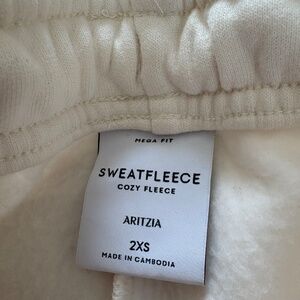 MEGA FIT
SWEATFLEECE
COZY FLEECE
ARITZIA
2XS
MADE IN CAMBODIA